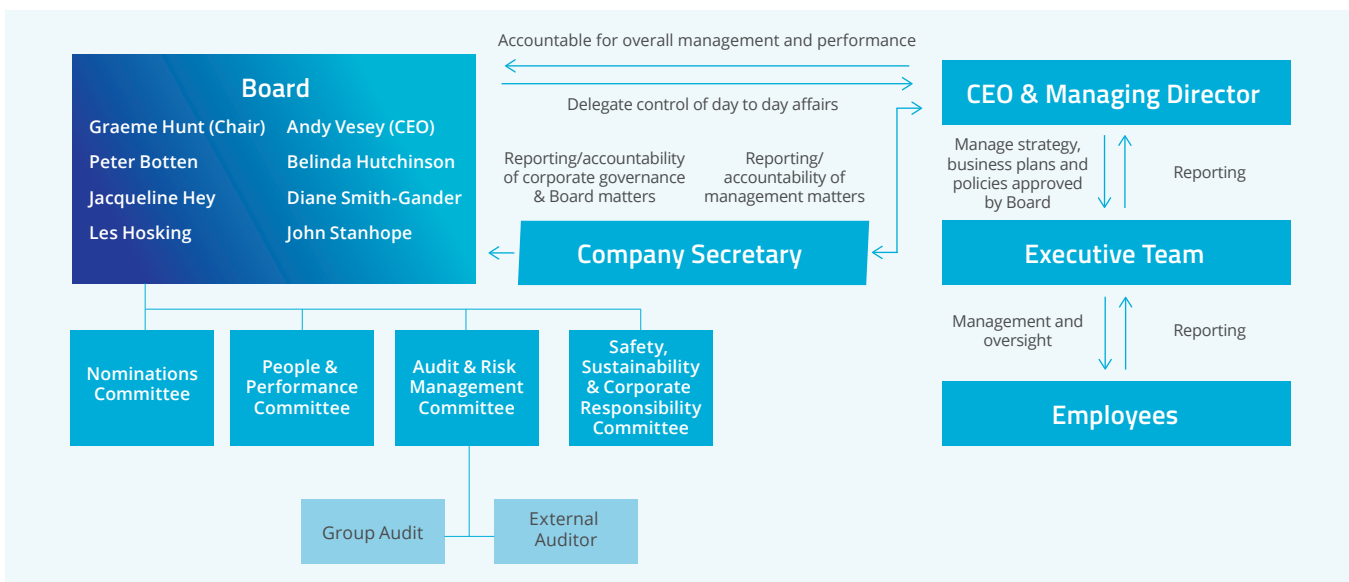 Accountable for overall management and performance
Board
Graeme Hunt (Chair)
Andy Vesey (CEO)
Peter Botten
Belinda Hutchinson
Jacqueline Hey
Diane Smith-Gander
Les Hosking
John Stanhope
Delegate control of day to day affairs
CEO & Managing Director
Reporting/accountability
of corporate governance
& Board matters
Reporting/
accountability of
management matters
Manage strategy,
business plans and
policies approved
by Board
Reporting
Company Secretary
Executive Team
Management and
oversight
Reporting
Employees
Nominations
Committee
People &
Performance
Committee
Audit & Risk
Management
Committee
Safety,
Sustainability
& Corporate
Responsibility
Committee
Group Audit
External
Auditor